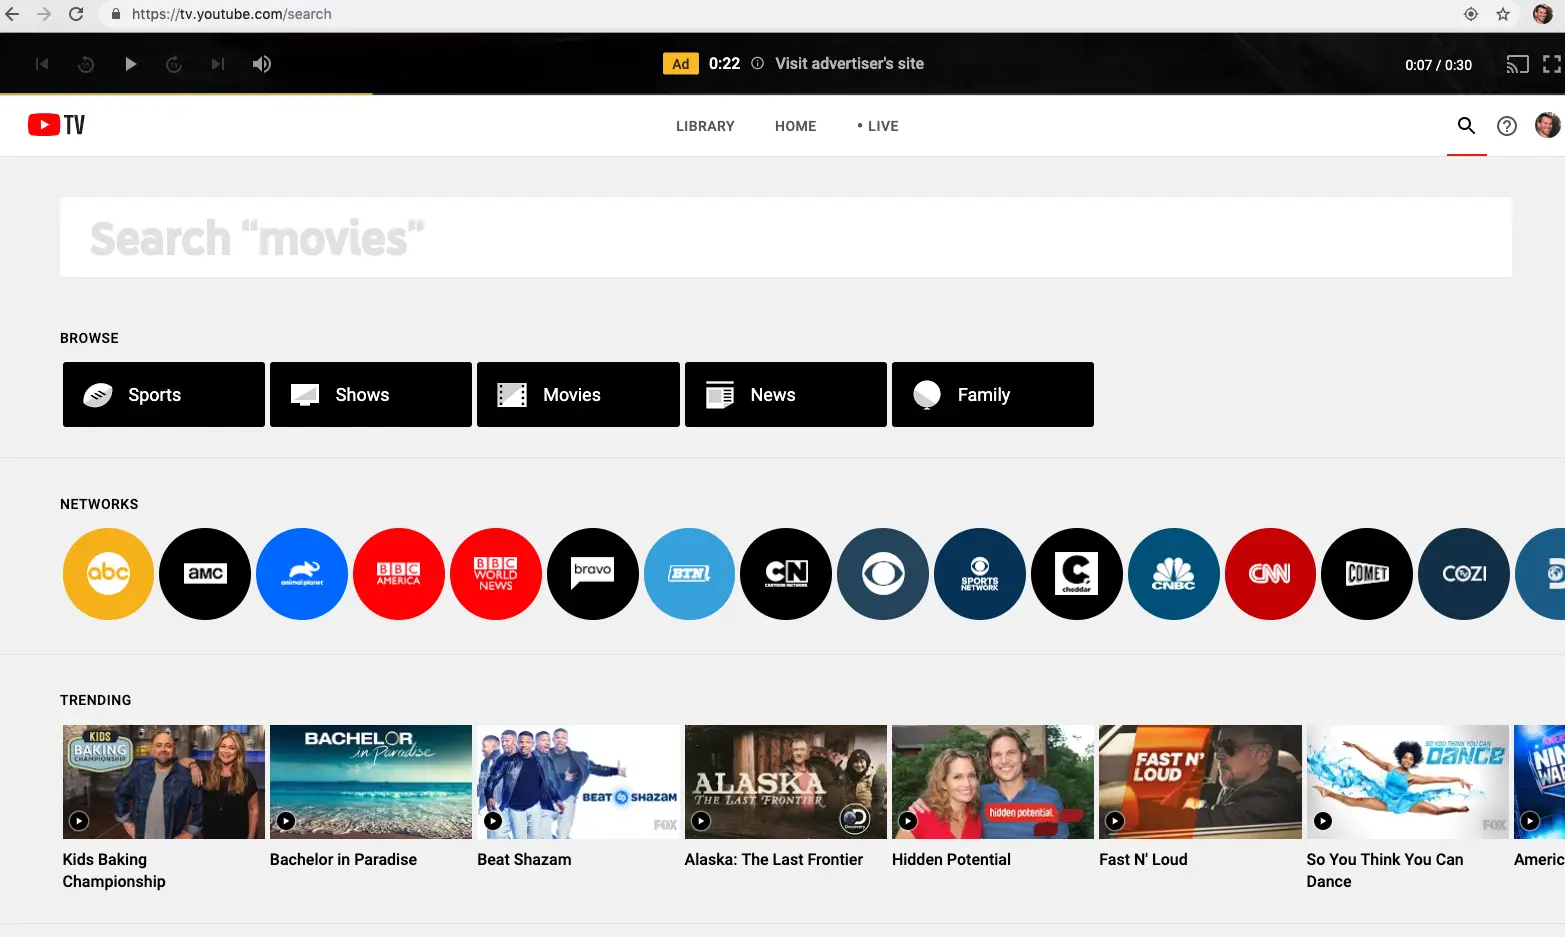 https://tv.youtube.com/search
Ad 0:22 Visit advertiser's site
0:07 / 0:30
TV
LIBRARY HOME • LIVE
Search “movies”
BROWSE
Sports
Shows
Movies
News
Family
NETWORKS
abc
aMC
animal planet
BBC
AMERICA
BBC
WORLD
NEWS
bravo
BTN
CN
CARTOON NETWORK
SPORTS
NETWORK
C.
cheddar
CNBC
CNN
COMET
COZI
D
TRENDING
KIDS
BAKING
CHAMPIONSHIP
BACHELOR
in Paradise
BEAT SHAZAM
FOX
ALASKA
THE LAST FRONTIER
Discovery
hidden potential
FAST N'
LOUD
SO YOU THINK YOU CAN
DANCE
FOX
NIN
WA
Kids Baking
Championship
Bachelor in Paradise
Beat Shazam
Alaska: The Last Frontier
Hidden Potential
Fast N' Loud
So You Think You Can
Dance
Americ